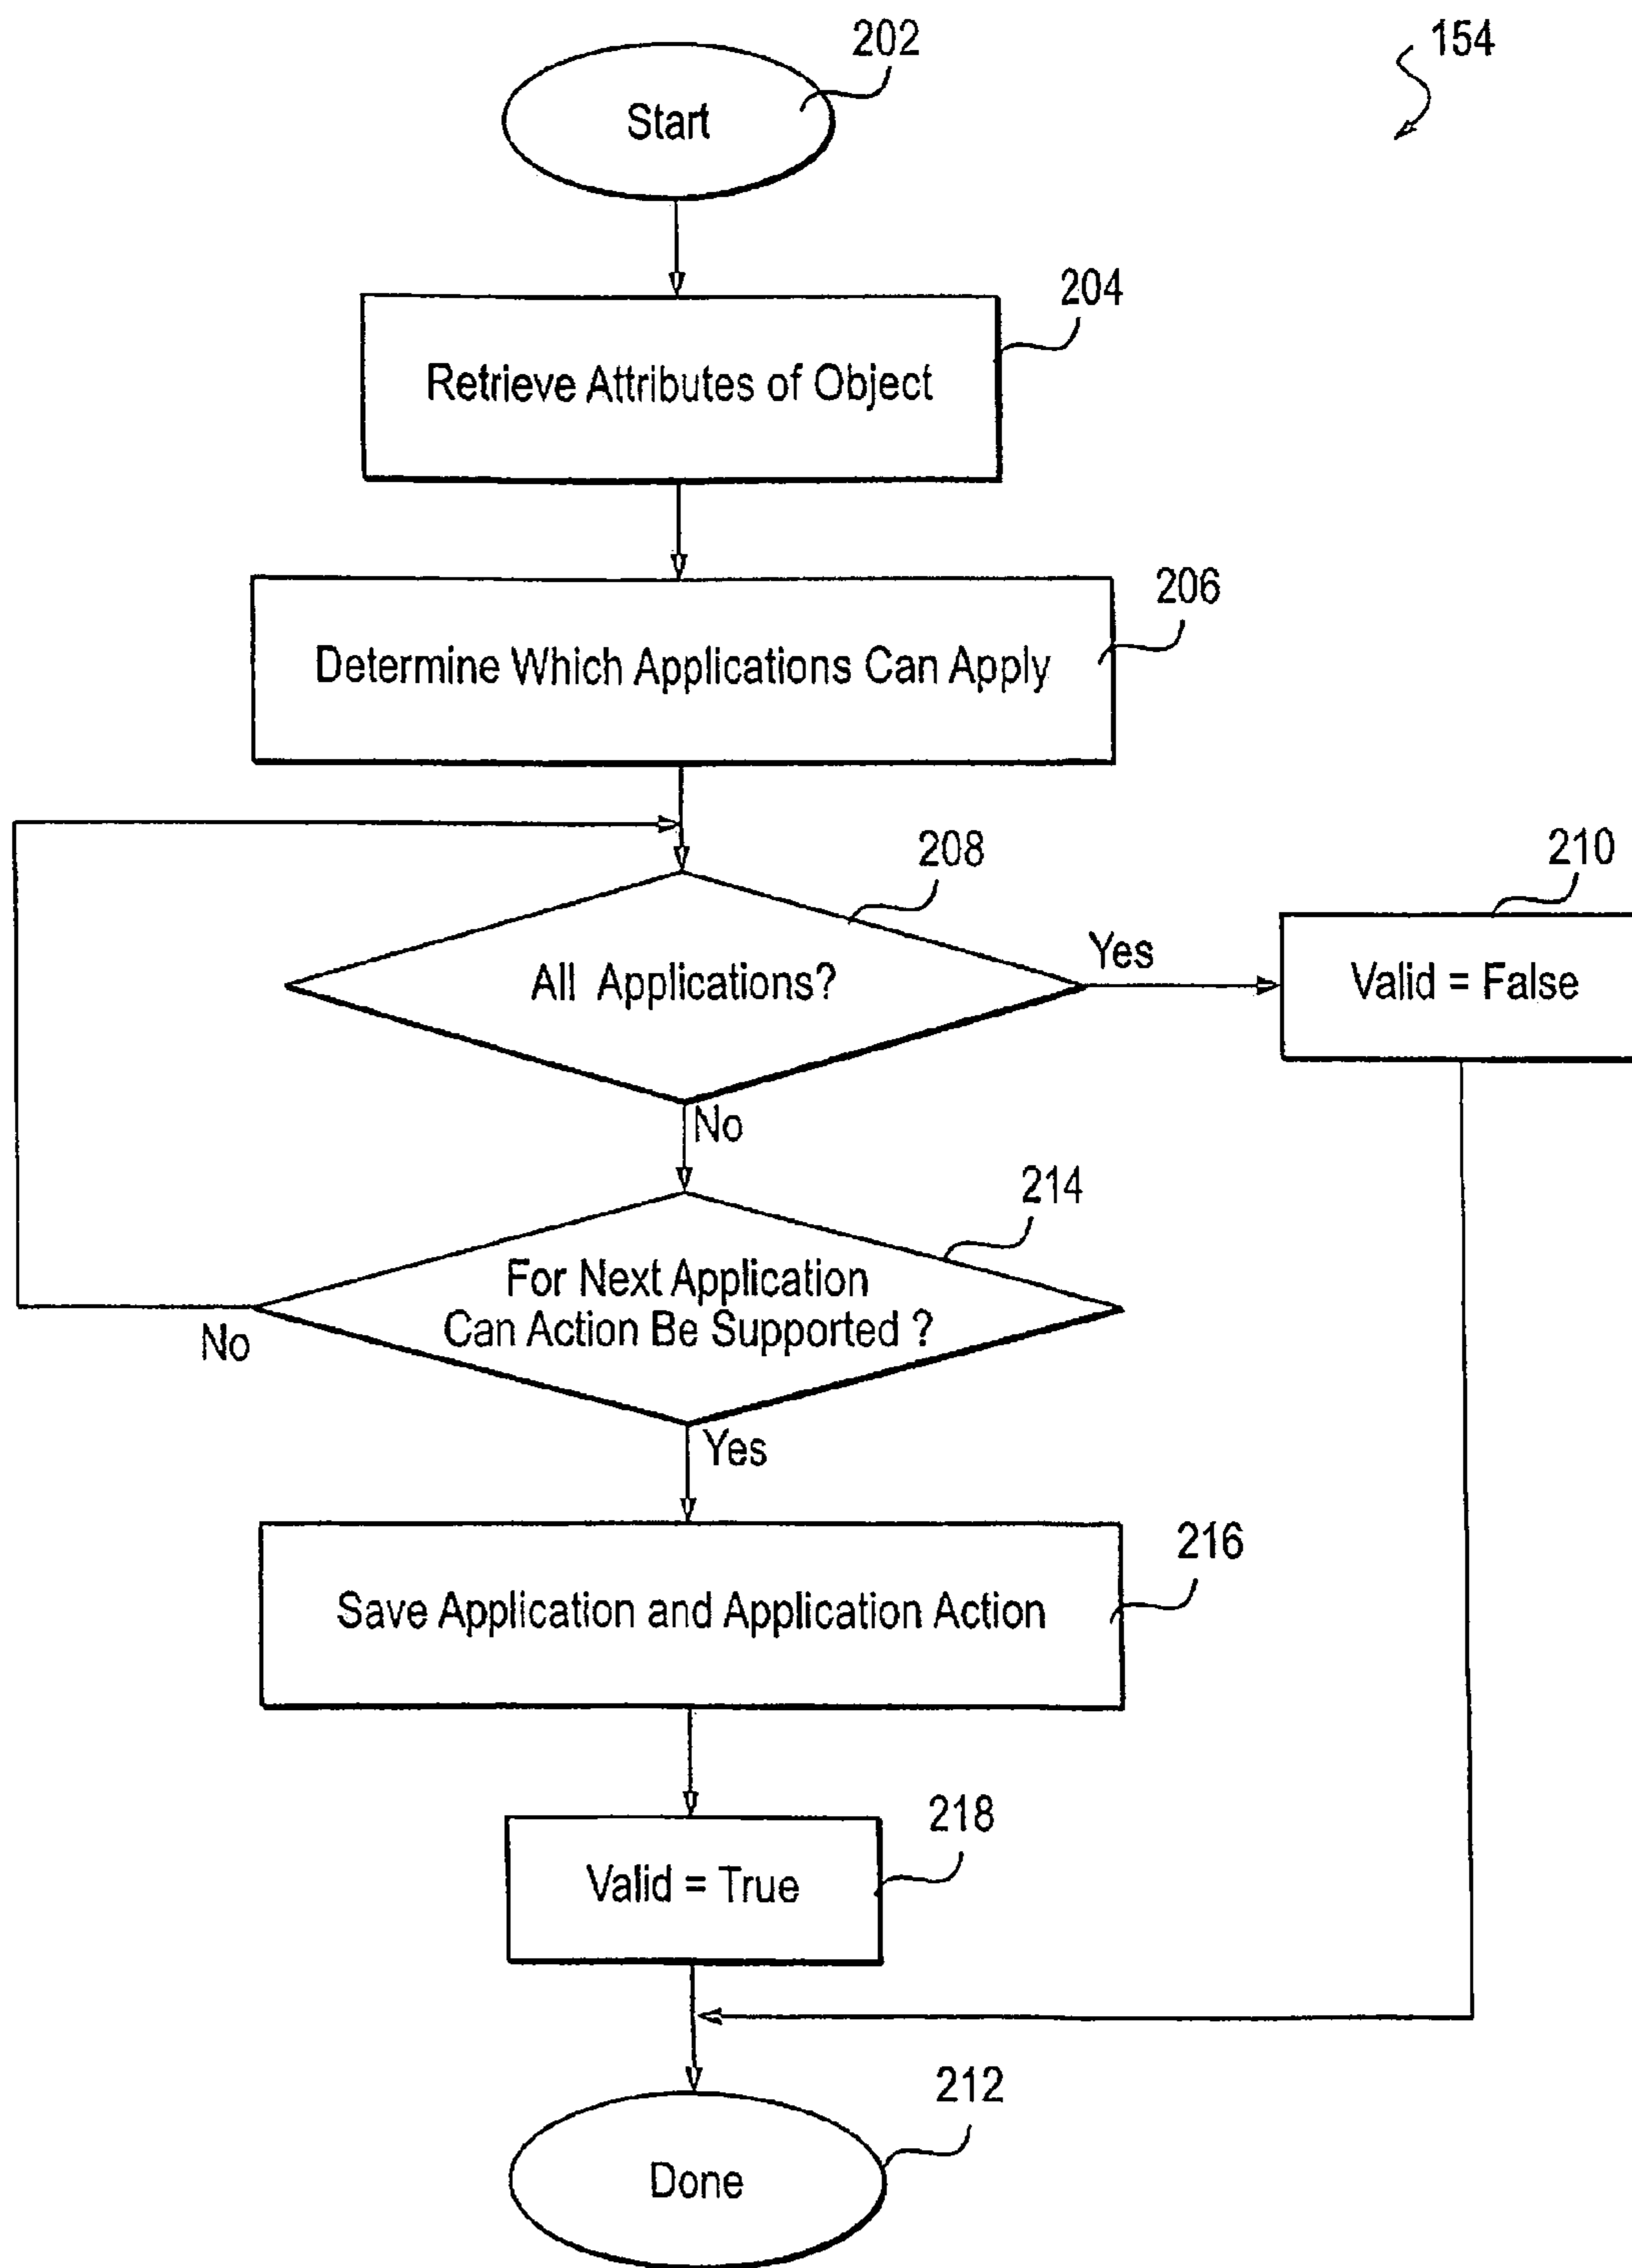 202
154
Start
204
Retrieve Attributes of Object
206
Determine Which Applications Can Apply
208
210
All Applications?
Yes
Valid = False
No
214
For Next Application
Can Action Be Supported ?
No
Yes
216
Save Application and Application Action
218
Valid = True
212
Done